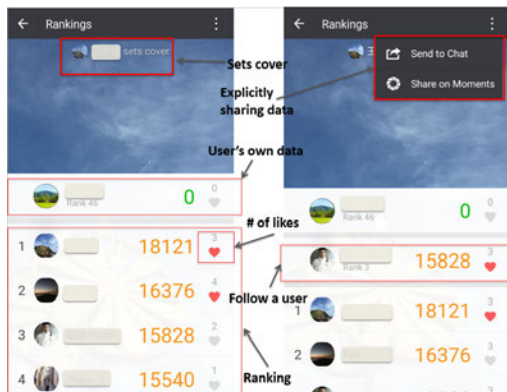 Rankings
sets cover
Sets cover
Explicitly
sharing data
User's own data
Rank 46
0
0
# of likes
1
18121
3
2
16376
4
Follow a user
3
15828
2
Ranking
4
15540
1
Rankings
王
Send to Chat
Share on Moments
Rank 46
0
0
Rank 3
15828
3
1
18121
3
2
16376
3